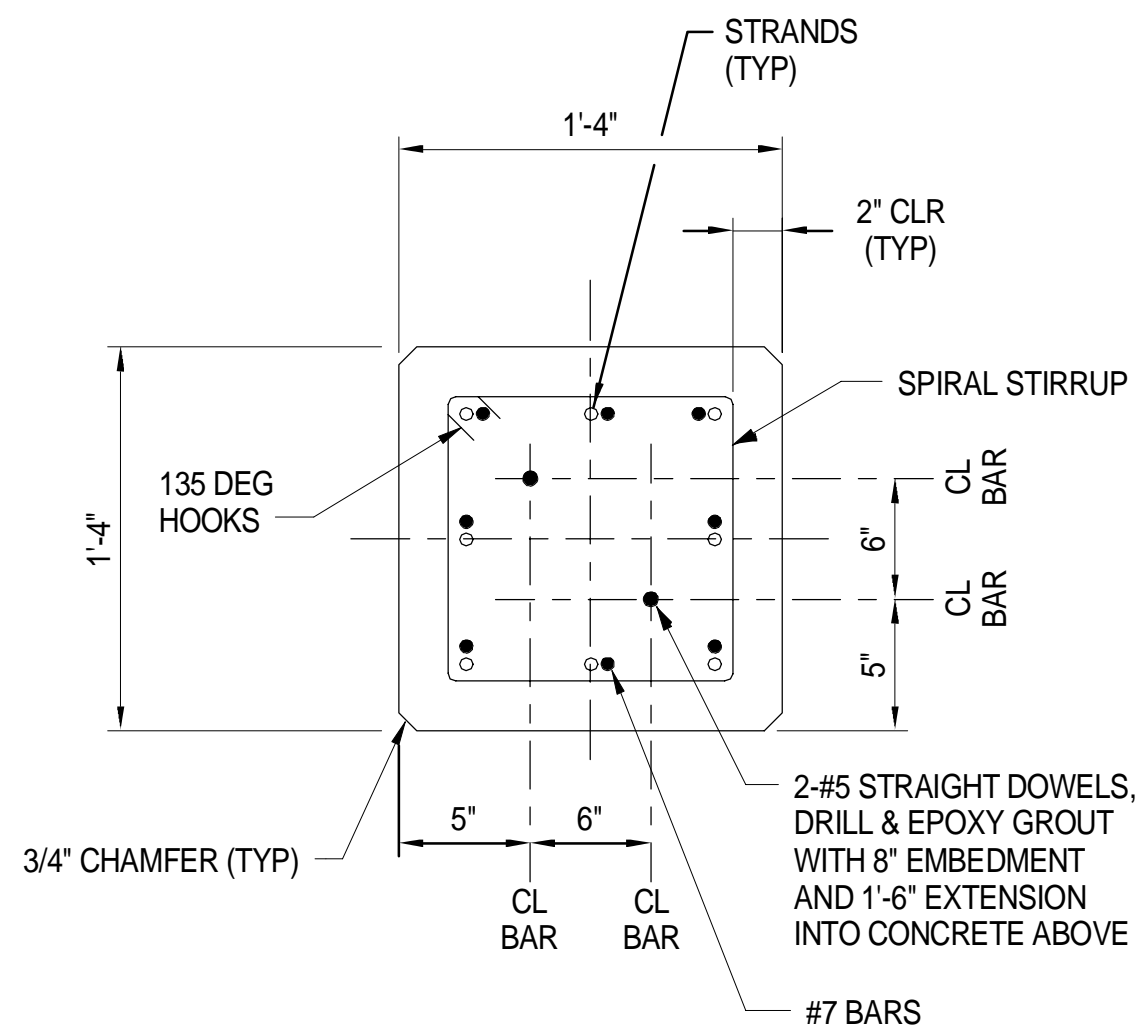 STRANDS
(TYP)
1'-4"
2" CLR
(TYP)
SPIRAL STIRRUP
135 DEG
HOOKS
1'-4"
CL
BAR
6"
CL
BAR
5"
5"
6"
3/4" CHAMFER (TYP)
CL
BAR
CL
BAR
2-#5 STRAIGHT DOWELS,
DRILL & EPOXY GROUT
WITH 8" EMBEDMENT
AND 1'-6" EXTENSION
INTO CONCRETE ABOVE
#7 BARS